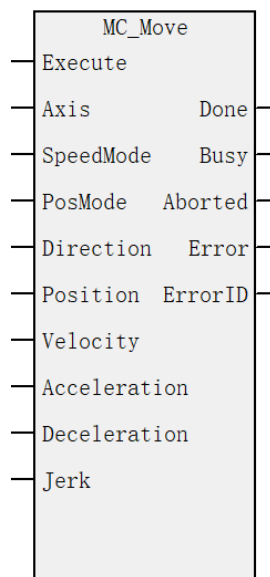 MC_Move
Execute
Axis Done
SpeedMode Busy
PosMode Aborted
Direction Error
Position ErrorID
Velocity
Acceleration
Deceleration
Jerk